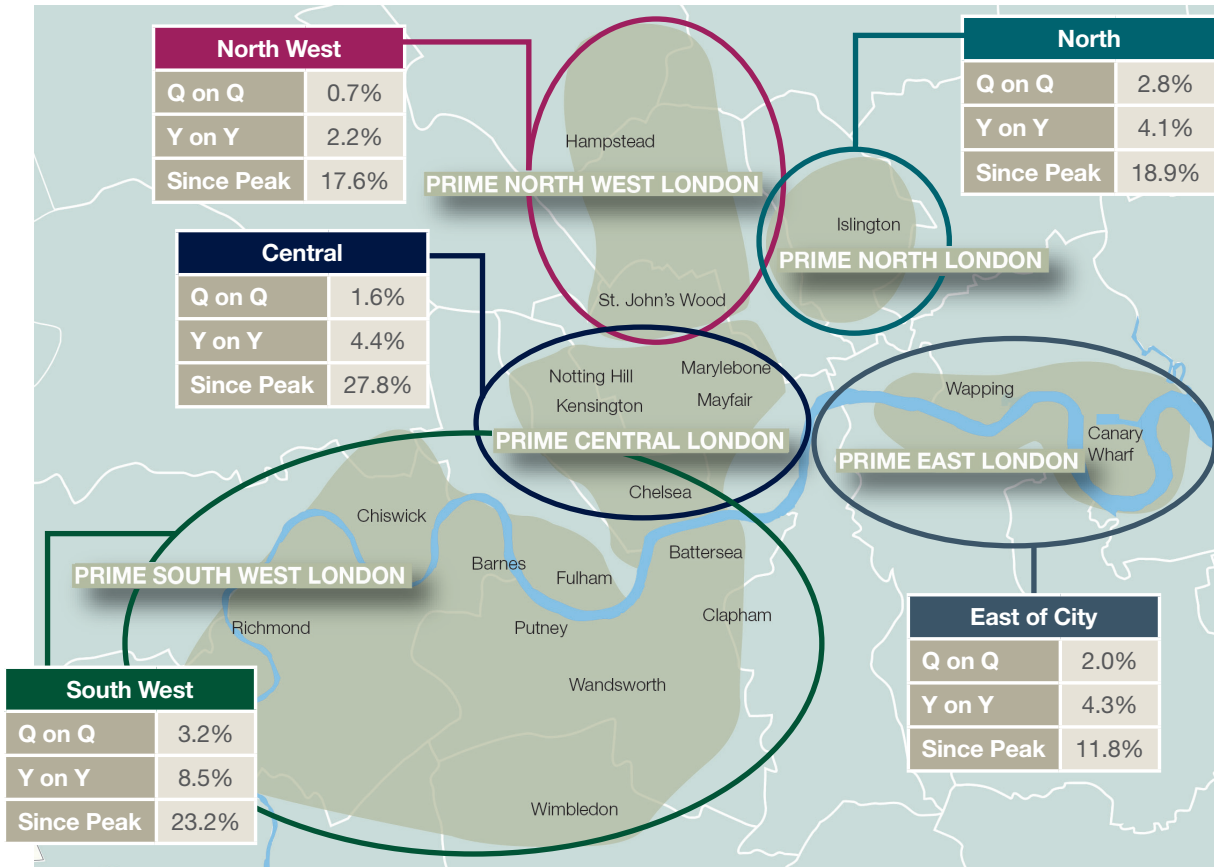 North West
Q on Q 0.7%
Y on Y 2.2%
Since Peak 17.6%
North
Q on Q 2.8%
Y on Y 4.1%
Since Peak 18.9%
Hampstead
PRIME NORTH WEST LONDON
Islington
PRIME NORTH LONDON
St. John's Wood
Central
Q on Q 1.6%
Y on Y 4.4%
Since Peak 27.8%
Notting Hill
Marylebone
Kensington
Mayfair
PRIME CENTRAL LONDON
Chelsea
Wapping
Canary
Wharf
PRIME EAST LONDON
Chiswick
Barnes
Fulham
Battersea
PRIME SOUTH WEST LONDON
Richmond
Putney
Clapham
Wandsworth
Wimbledon
East of City
Q on Q 2.0%
Y on Y 4.3%
Since Peak 11.8%
South West
Q on Q 3.2%
Y on Y 8.5%
Since Peak 23.2%